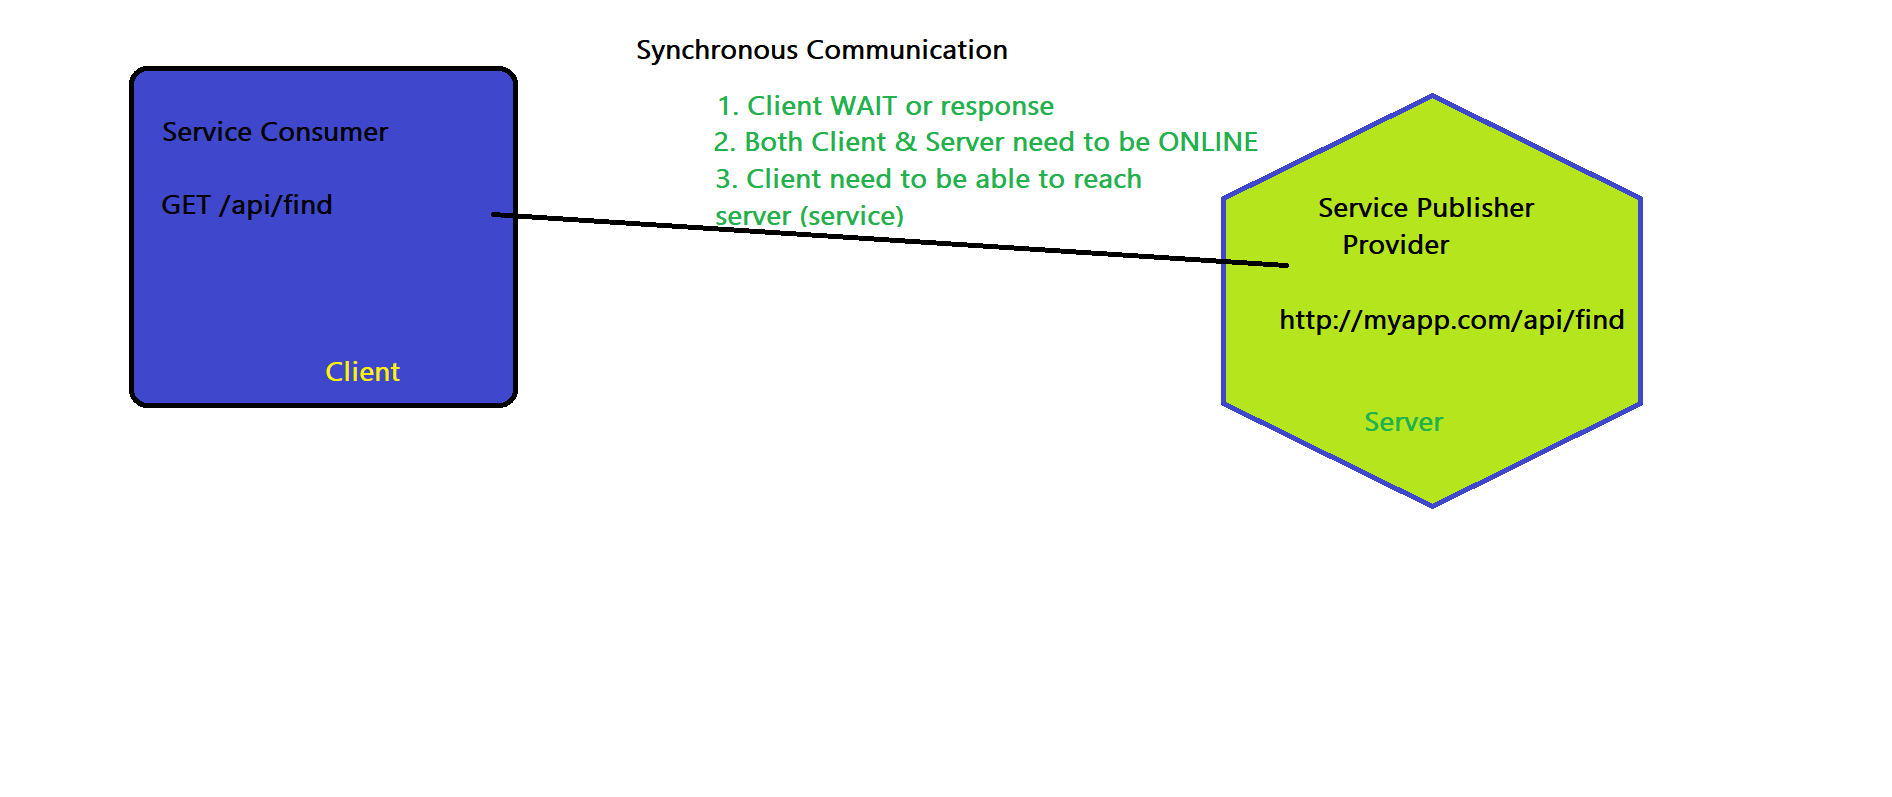 Synchronous Communication
1. Client WAIT or response
2. Both Client & Server need to be ONLINE
3. Client need to be able to reach
server (service)
Service Consumer
GET /api/find
Client
Service Publisher
Provider
http://myapp.com/api/find
Server